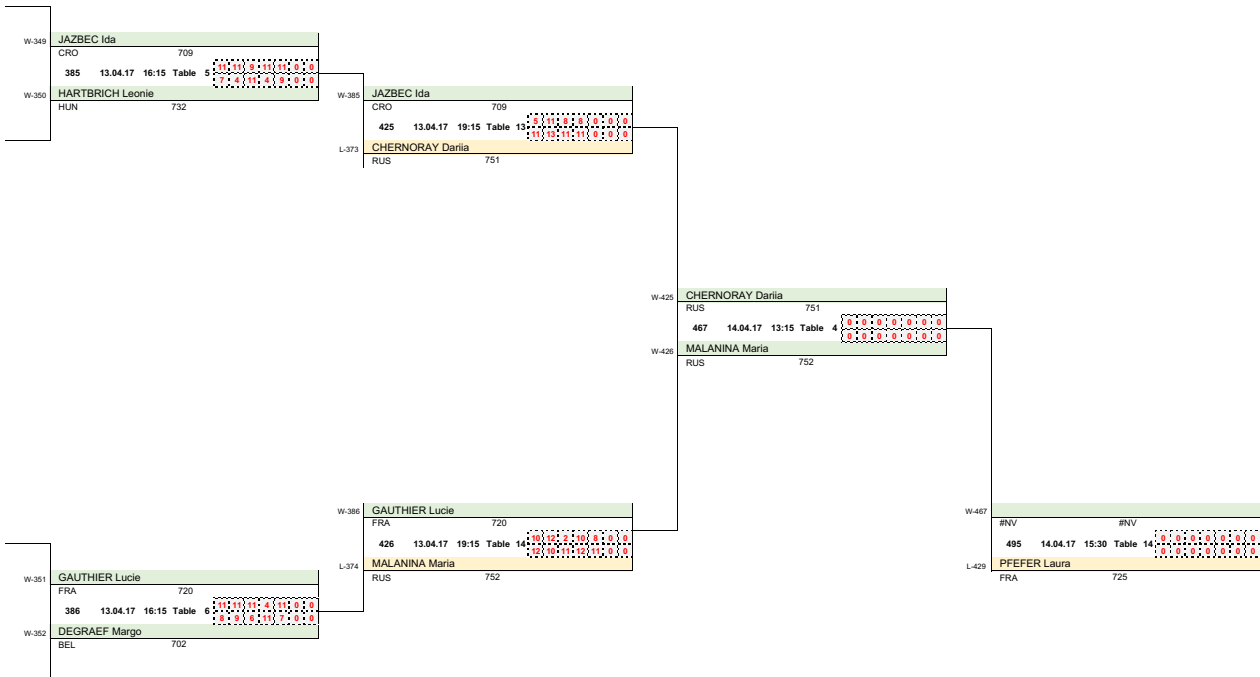 W-349 JAZBEC Ida
CRO 709
385 13.04.17 16:15 Table 5 11 11 9 11 11 0 0
7 4 11 4 9 0 0
W-350 HARTBRICH Leonie
HUN 732
W-385 JAZBEC Ida
CRO 709
425 13.04.17 19:15 Table 13 5 11 8 8 0 0 0
11 13 11 11 0 0 0
L-373 CHERNORAY Dariia
RUS 751
W-425 CHERNORAY Dariia
RUS 751
467 14.04.17 13:15 Table 4 0 0 0 0 0 0 0
0 0 0 0 0 0 0
W-426 MALANINA Maria
RUS 752
W-386 GAUTHIER Lucie
FRA 720
426 13.04.17 19:15 Table 14 10 12 2 10 8 0 0
12 10 11 12 11 0 0
L-374 MALANINA Maria
RUS 752
W-467
#NV #NV
495 14.04.17 15:30 Table 14 0 0 0 0 0 0 0
0 0 0 0 0 0 0
L-429 PFEFER Laura
FRA 725
W-351 GAUTHIER Lucie
FRA 720
386 13.04.17 16:15 Table 6 11 11 11 4 11 0 0
8 9 6 11 7 0 0
W-352 DEGRAEF Margo
BEL 702